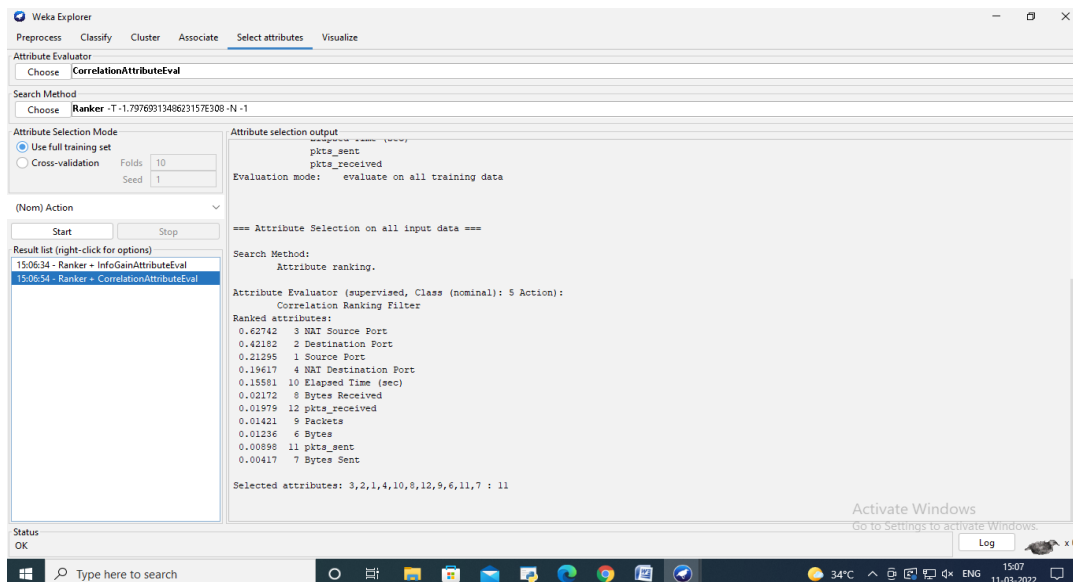 Weka Explorer
Preprocess Classify Cluster Associate Select attributes Visualize
Attribute Evaluator
Choose CorrelationAttributeEval
Search Method
Choose Ranker -T -1.7976931348623157E308 -N -1
Attribute Selection Mode
Use full training set
Cross-validation Folds 10
Seed 1
(Nom) Action
Start Stop
Result list (right-click for options)
15:06:34 - Ranker + InfoGainAttributeEval
15:06:54 - Ranker + CorrelationAttributeEval
Attribute selection output
Elapsed Time (sec)
pkts_sent
pkts_received
Evaluation mode: evaluate on all training data
=== Attribute Selection on all input data ===
Search Method:
Attribute ranking.
Attribute Evaluator (supervised, Class (nominal): 5 Action):
Correlation Ranking Filter
Ranked attributes:
0.62742 3 NAT Source Port
0.42182 2 Destination Port
0.21295 1 Source Port
0.19617 4 NAT Destination Port
0.15581 10 Elapsed Time (sec)
0.02172 8 Bytes Received
0.01979 12 pkts_received
0.01421 9 Packets
0.01236 6 Bytes
0.00898 11 pkts_sent
0.00417 7 Bytes Sent
Selected attributes: 3,2,1,4,10,8,12,9,6,11,7 : 11
Activate Windows
Go to Settings to activate Windows.
Status
OK
Log x
Type here to search
34°C ENG 15:07
11-03-2022